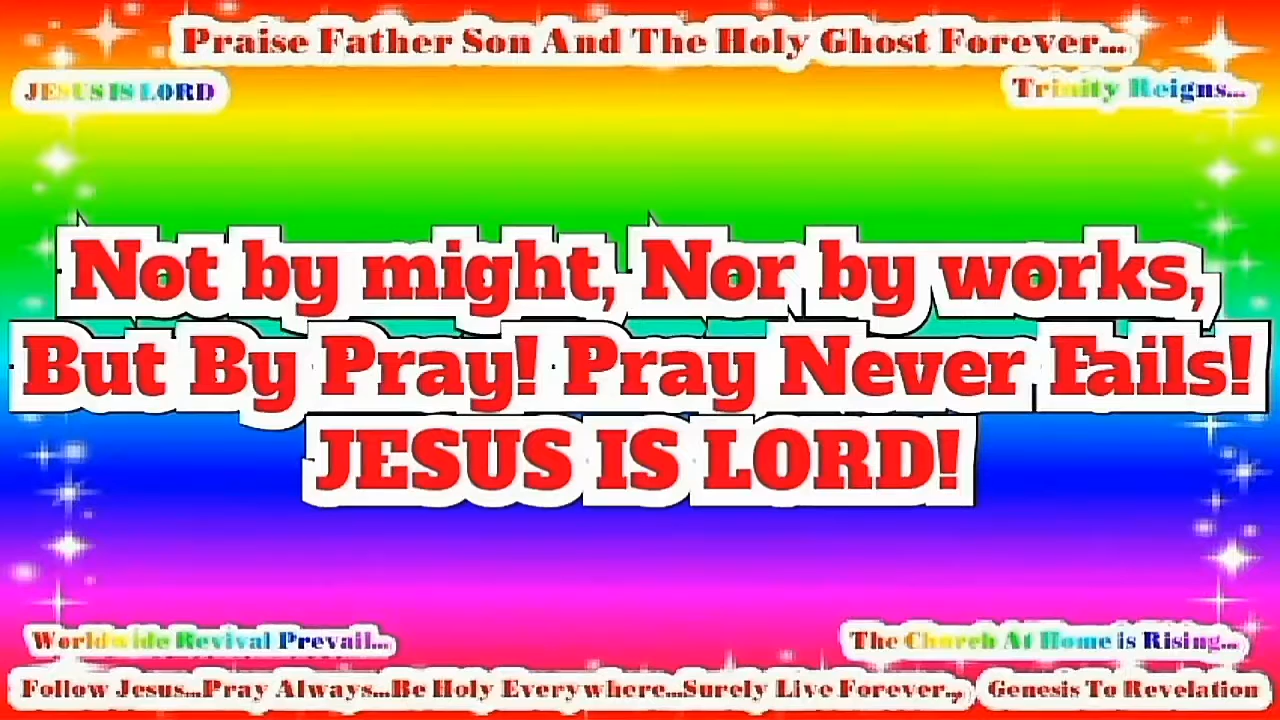 Praise Father Son And The Holy Ghost Forever...
JESUS IS LORD
Trinity Reigns...
Not by might, Nor by works,
But By Pray! Pray Never Fails!
JESUS IS LORD!
Worldwide Revival Prevail...
The Church At Home is Rising...
Follow Jesus...Pray Always...Be Holy Everywhere...Surely Live Forever...,
Genesis To Revelation